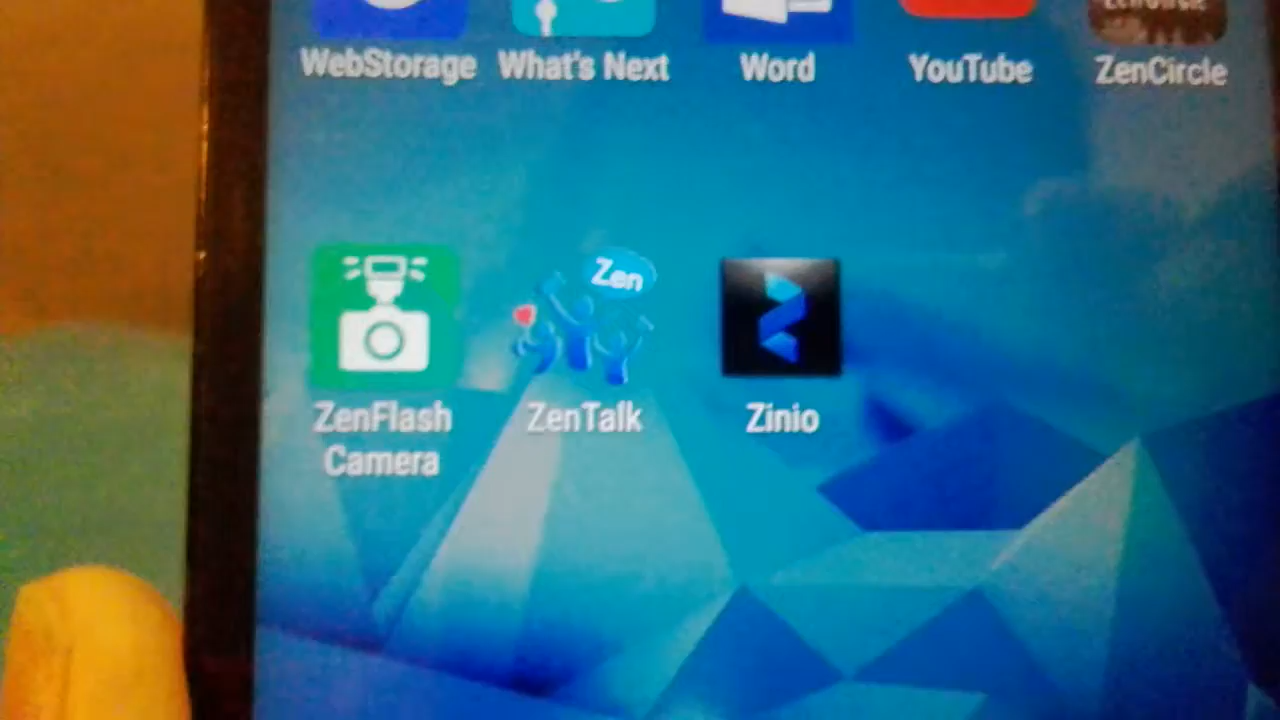 WebStorage What's Next Word YouTube ZenCircle
Zen
ZenFlash Camera
ZenTalk
Zinio